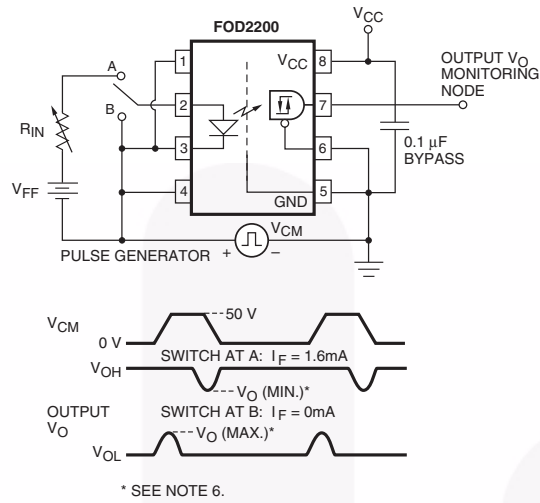 FOD2200
VCC
1
2
3
4
VCC
8
7
6
5
GND
A
B
RIN
VFF
OUTPUT VO
MONITORING
NODE
0.1 µF
BYPASS
VCM
+
–
PULSE GENERATOR
VCM
50 V
0 V
SWITCH AT A: IF = 1.6mA
VOH
VO (MIN.)*
OUTPUT
VO
SWITCH AT B: IF = 0mA
VO (MAX.)*
VOL
* SEE NOTE 6.